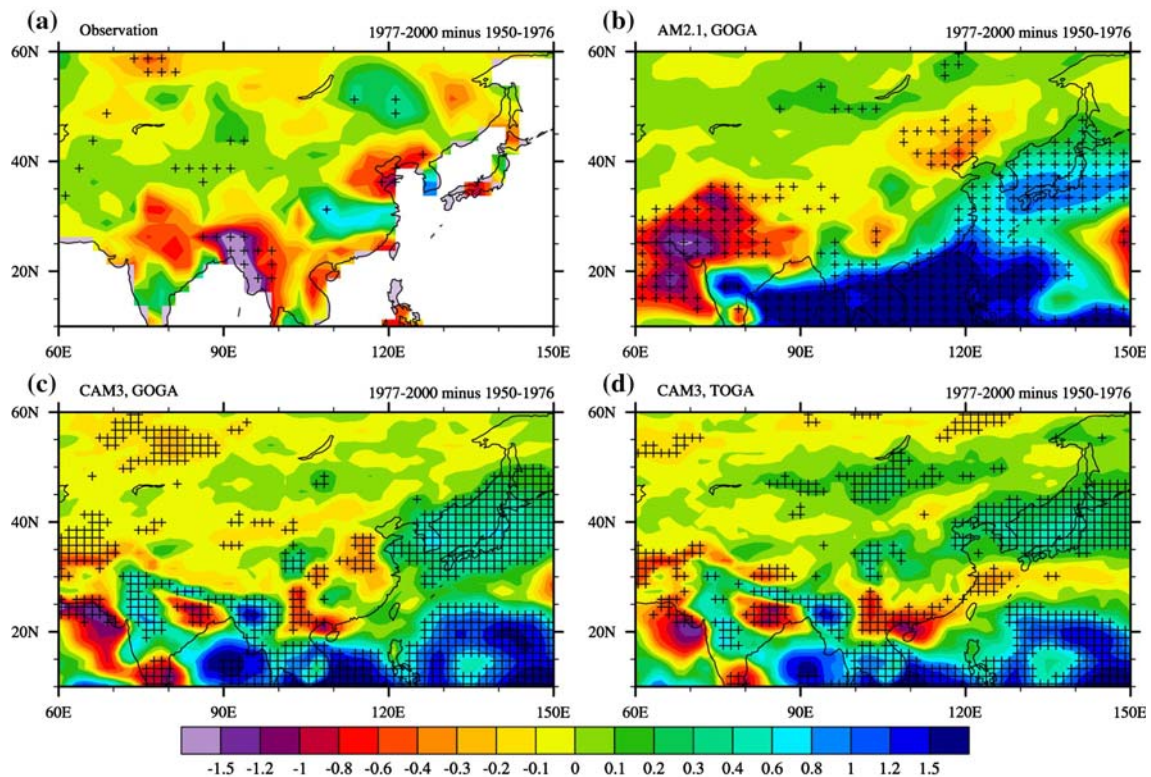 (a) Observation 1977-2000 minus 1950-1976
(b) AM2.1, GOGA 1977-2000 minus 1950-1976
60N 60N
40N 40N
20N 20N
60E 90E 120E 150E 60E 90E 120E 150E
(c) CAM3, GOGA 1977-2000 minus 1950-1976
(d) CAM3, TOGA 1977-2000 minus 1950-1976
60N 60N
40N 40N
20N 20N
60E 90E 120E 150E 60E 90E 120E 150E
-1.5 -1.2 -1 -0.8 -0.6 -0.4 -0.3 -0.2 -0.1 0 0.1 0.2 0.3 0.4 0.6 0.8 1 1.2 1.5